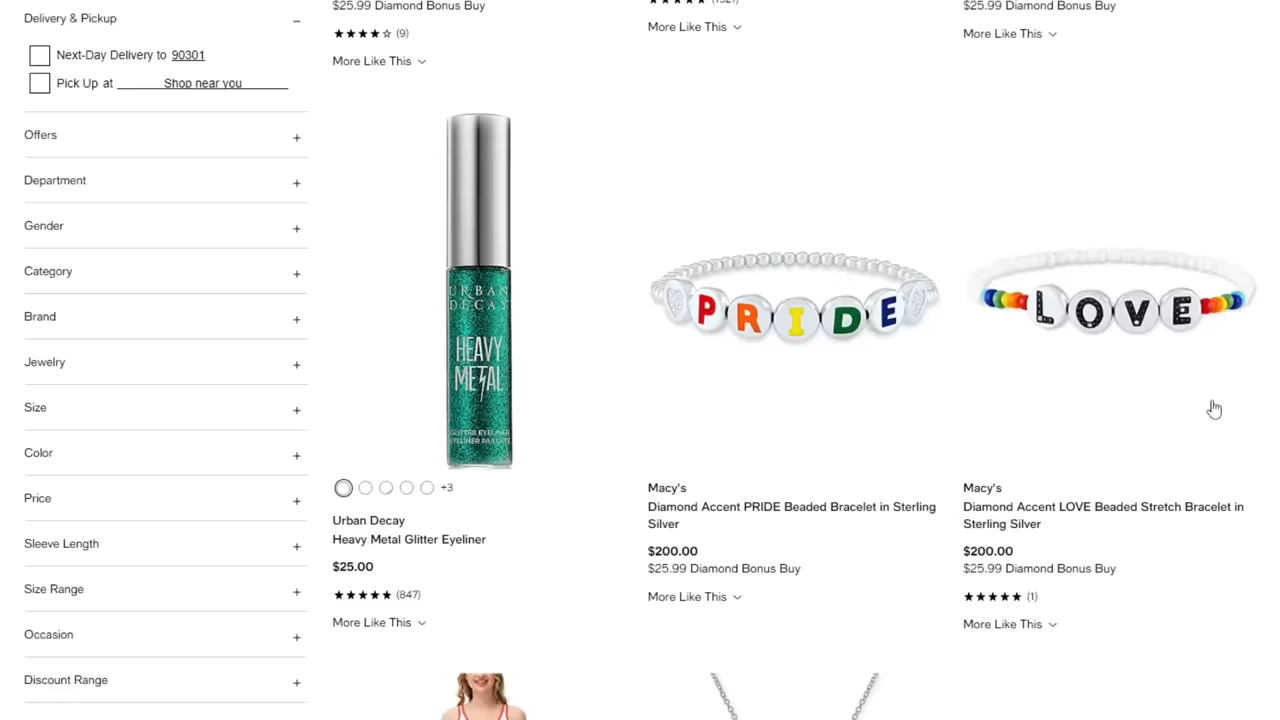 Delivery & Pickup
Next-Day Delivery to 90301
Pick Up at Shop near you
Offers
Department
Gender
Category
Brand
Jewelry
Size
Color
Price
Sleeve Length
Size Range
Occasion
Discount Range
$25.99 Diamond Bonus Buy
(9)
More Like This
More Like This
$25.99 Diamond Bonus Buy
More Like This
URBAN
DECAY
HEAVY
METAL
GLITTER EYELINER
PRIDE
LOVE
+3
Urban Decay
Heavy Metal Glitter Eyeliner
$25.00
(847)
More Like This
Macy's
Diamond Accent PRIDE Beaded Bracelet in Sterling
Silver
$200.00
$25.99 Diamond Bonus Buy
More Like This
Macy's
Diamond Accent LOVE Beaded Stretch Bracelet in
Sterling Silver
$200.00
$25.99 Diamond Bonus Buy
(1)
More Like This